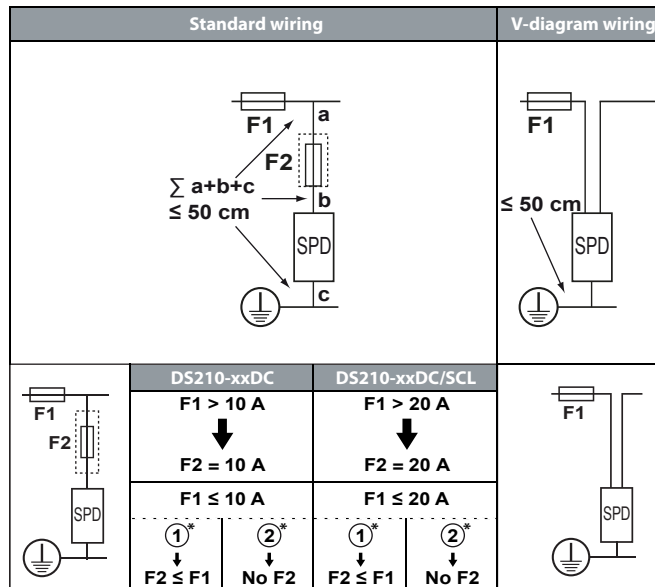 Standard wiring
V-diagram wiring
F1
a
F2
∑ a+b+c
≤ 50 cm
b
SPD
c
F1
≤ 50 cm
SPD
F1
F2
SPD
DS210-xxDC
DS210-xxDC/SCL
F1 > 10 A
F1 > 20 A
F2 = 10 A
F2 = 20 A
F1 ≤ 10 A
F1 ≤ 20 A
1*
2*
1*
2*
F2 ≤ F1
No F2
F2 ≤ F1
No F2
F1
SPD